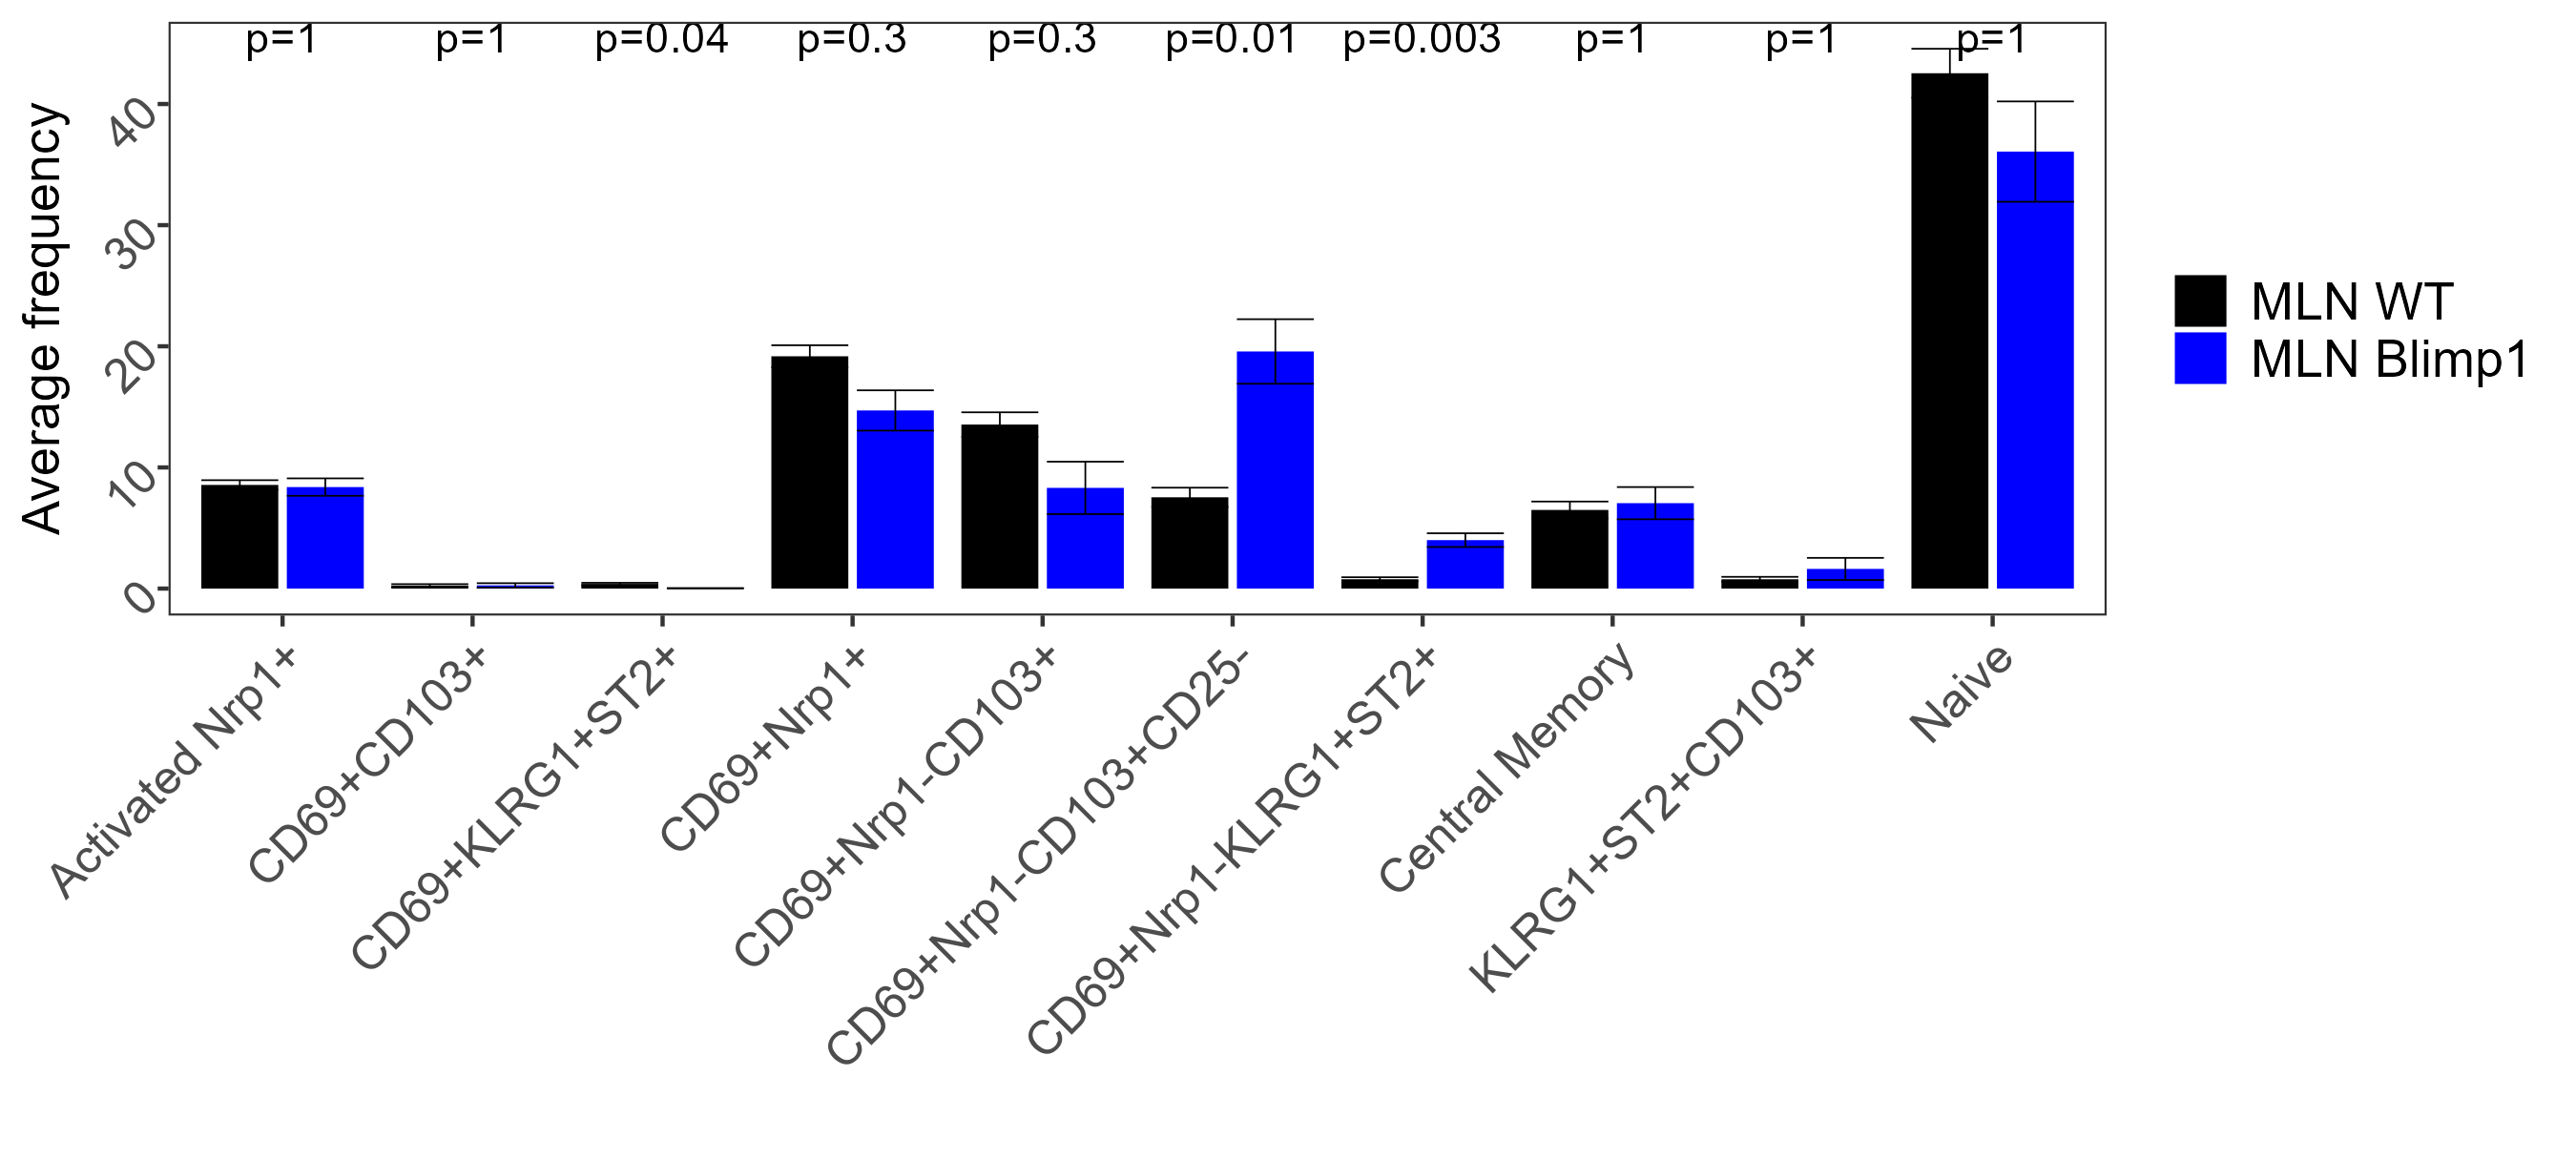 p=1 p=1 p=0.04 p=0.3 p=0.3 p=0.01 p=0.003 p=1 p=1 p=1
Average frequency
40
30
20
10
0
Activated Nrp1+
CD69+CD103+
CD69+KLRG1+ST2+
CD69+Nrp1+
CD69+Nrp1-CD103+
CD69+Nrp1-CD103+CD25-
CD69+Nrp1-KLRG1+ST2+
Central Memory
KLRG1+ST2+CD103+
Naive
MLN WT
MLN Blimp1